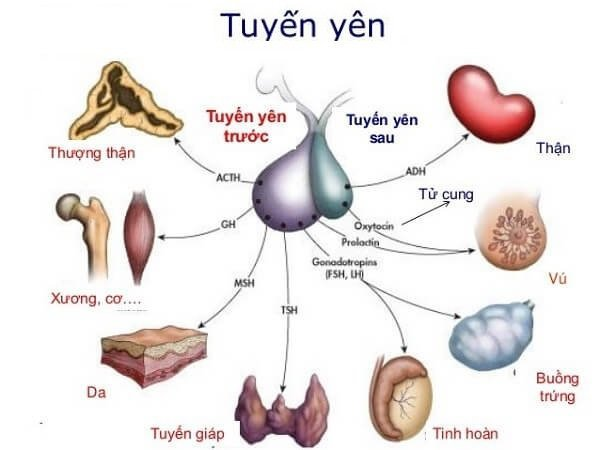 Tuyến yên
Tuyến yên
trước
Tuyến yên
sau
Thượng thận
Thận
ACTH
ADH
Tử cung
GH
Oxytocin
Prolactin
Gonadotropins
(FSH, LH)
Vú
Xương, cơ....
MSH
TSH
Da
Buồng
trứng
Tuyến giáp
Tinh hoàn